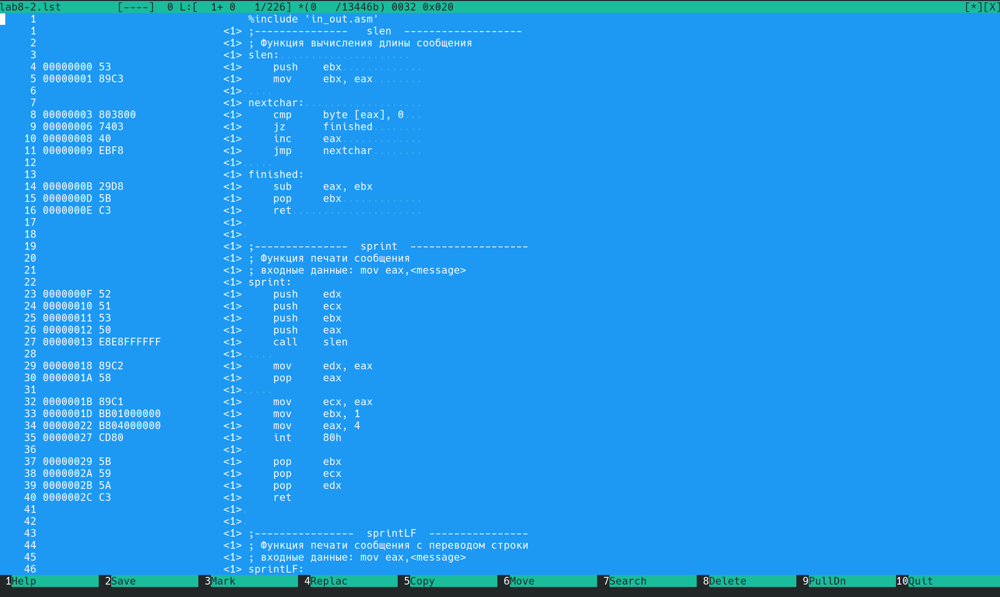 lab8-2.lst         [----]  0 L:[  1+ 0   1/226] *(0   /13446b) 0032 0x020 [*][X]
     1                                  %include 'in_out.asm'
     1                              <1> ;---------------   slen  -------------------
     2                              <1> ; Функция вычисления длины сообщения
     3                              <1> slen:.....................
     4 00000000 53                  <1>     push    ebx.............
     5 00000001 89C3                <1>     mov     ebx, eax........
     6                              <1>.....
     7                              <1> nextchar:...................
     8 00000003 803800              <1>     cmp     byte [eax], 0...
     9 00000006 7403                <1>     jz      finished........
    10 00000008 40                  <1>     inc     eax.............
    11 00000009 EBF8                <1>     jmp     nextchar........
    12                              <1>.....
    13                              <1> finished:
    14 0000000B 29D8                <1>     sub     eax, ebx
    15 0000000D 5B                  <1>     pop     ebx.............
    16 0000000E C3                  <1>     ret.....................
    17                              <1>.
    18                              <1>.
    19                              <1> ;---------------  sprint  -------------------
    20                              <1> ; Функция печати сообщения
    21                              <1> ; входные данные: mov eax,<message>
    22                              <1> sprint:
    23 0000000F 52                  <1>     push    edx
    24 00000010 51                  <1>     push    ecx
    25 00000011 53                  <1>     push    ebx
    26 00000012 50                  <1>     push    eax
    27 00000013 E8E8FFFFFF          <1>     call    slen
    28                              <1>.....
    29 00000018 89C2                <1>     mov     edx, eax
    30 0000001A 58                  <1>     pop     eax
    31                              <1>.....
    32 0000001B 89C1                <1>     mov     ecx, eax
    33 0000001D BB01000000          <1>     mov     ebx, 1
    34 00000022 B804000000          <1>     mov     eax, 4
    35 00000027 CD80                <1>     int     80h
    36                              <1>.
    37 00000029 5B                  <1>     pop     ebx
    38 0000002A 59                  <1>     pop     ecx
    39 0000002B 5A                  <1>     pop     edx
    40 0000002C C3                  <1>     ret
    41                              <1>.
    42                              <1>.
    43                              <1> ;----------------  sprintLF  ----------------
    44                              <1> ; Функция печати сообщения с переводом строки
    45                              <1> ; входные данные: mov eax,<message>
    46                              <1> sprintLF:
1Help 2Save 3Mark 4Replac 5Copy 6Move 7Search 8Delete 9PullDn 10Quit